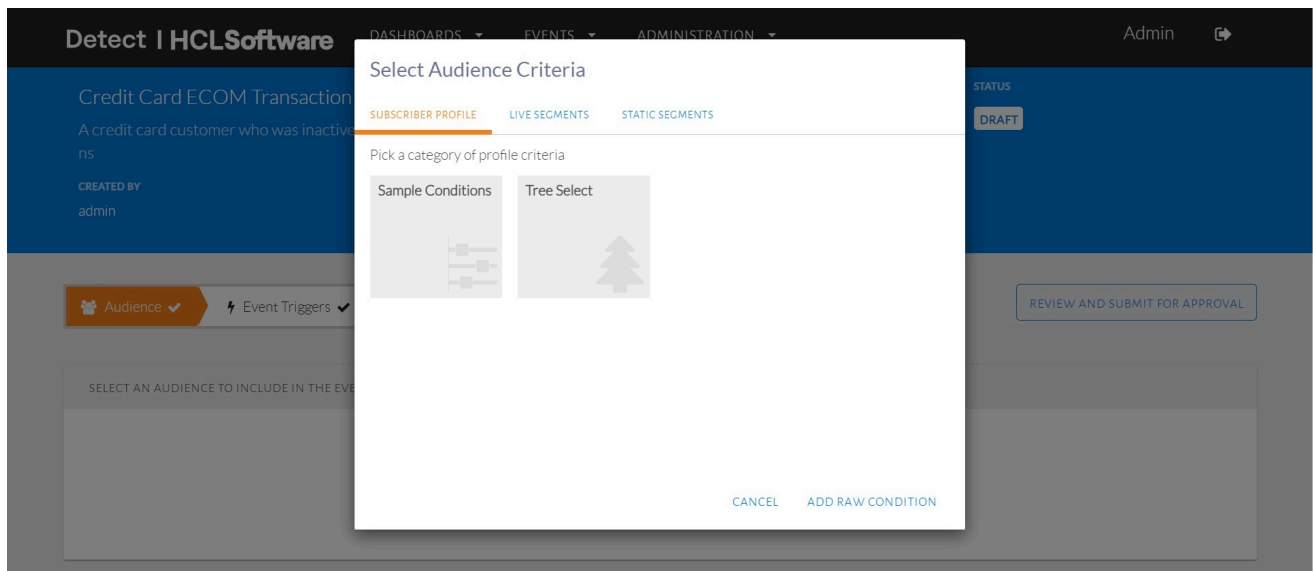 Detect | HCLSoftware
DASHBOARDS EVENTS ADMINISTRATION
Admin
Credit Card ECOM Transaction
A credit card customer who was inactive
ns
CREATED BY
admin
STATUS
DRAFT
Select Audience Criteria
SUBSCRIBER PROFILE LIVE SEGMENTS STATIC SEGMENTS
Pick a category of profile criteria
Sample Conditions Tree Select
CANCEL ADD RAW CONDITION
Audience Event Triggers
REVIEW AND SUBMIT FOR APPROVAL
SELECT AN AUDIENCE TO INCLUDE IN THE EVE